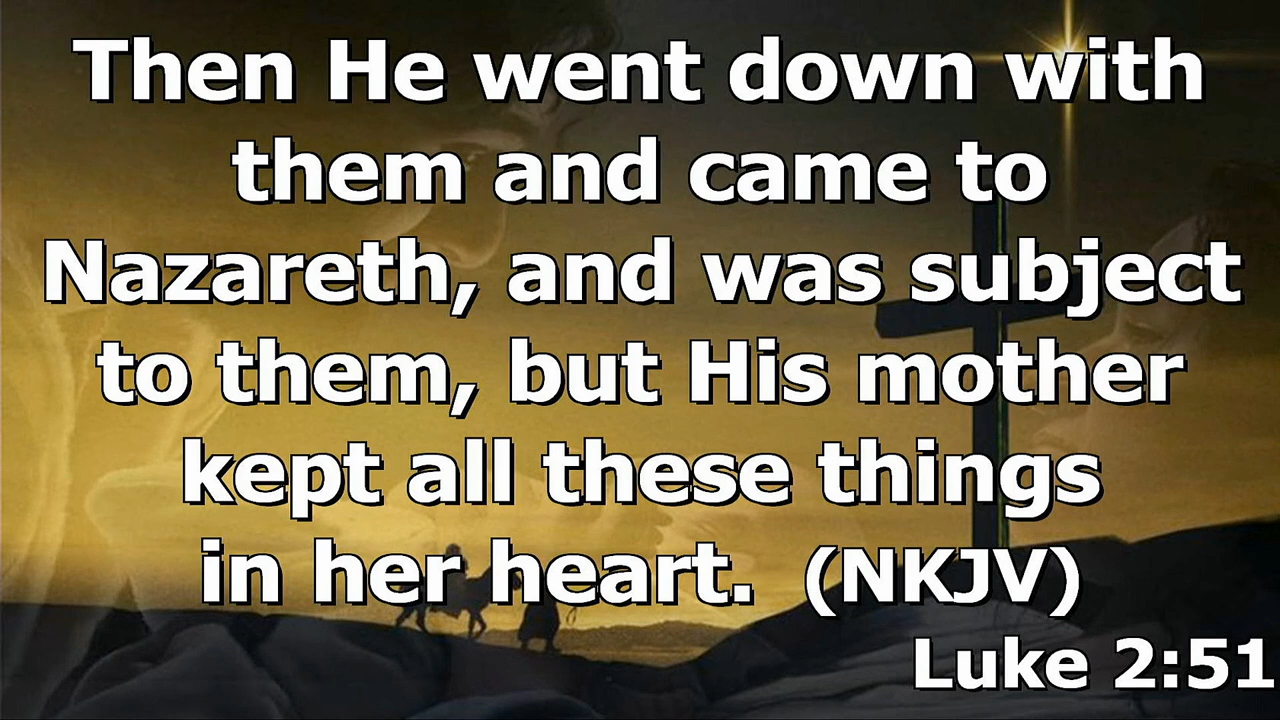 Then He went down with
them and came to
Nazareth, and was subject
to them, but His mother
kept all these things
in her heart.  (NKJV)
Luke 2:51